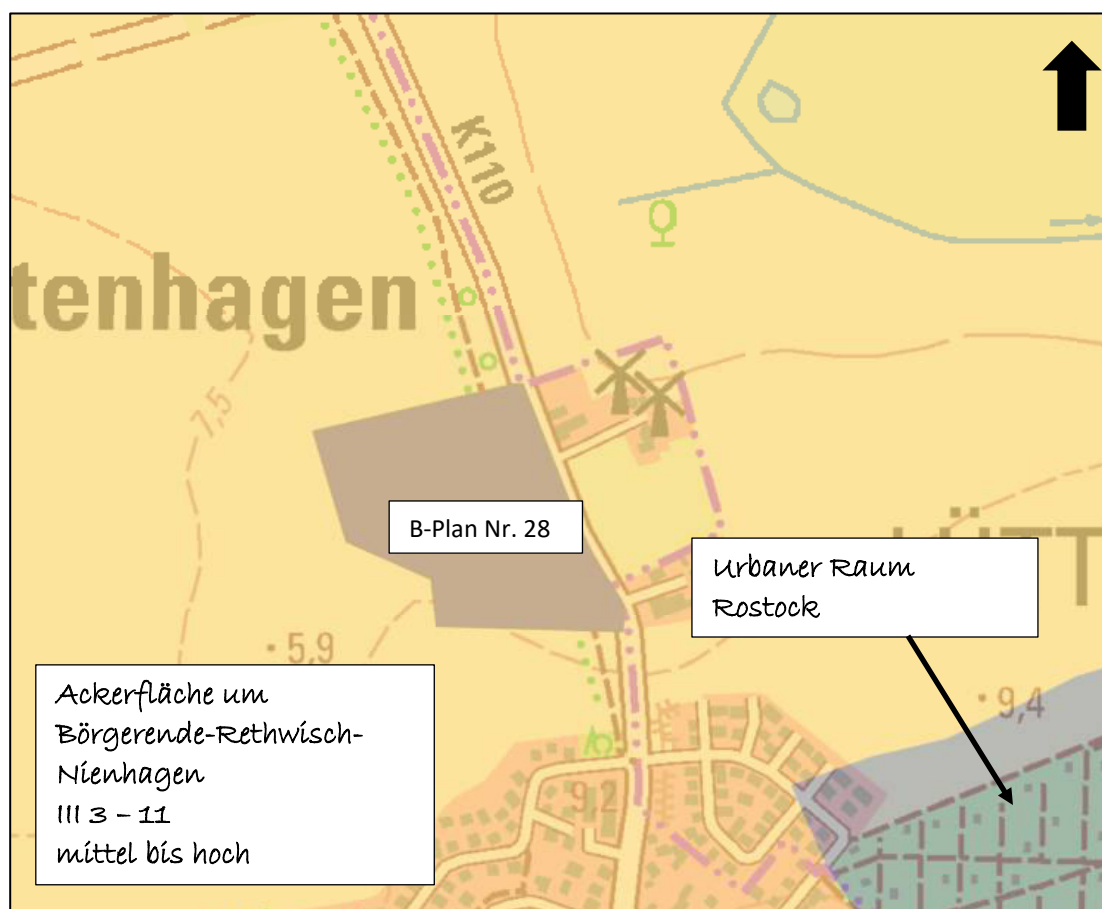 K110
tenhagen
7,5
B-Plan Nr. 28
LÜTT
Urbaner Raum
Rostock
5,9
9,4
Ackerfläche um
Börgerende-Rethwisch-
Nienhagen
III 3 – 11
mittel bis hoch
9,2